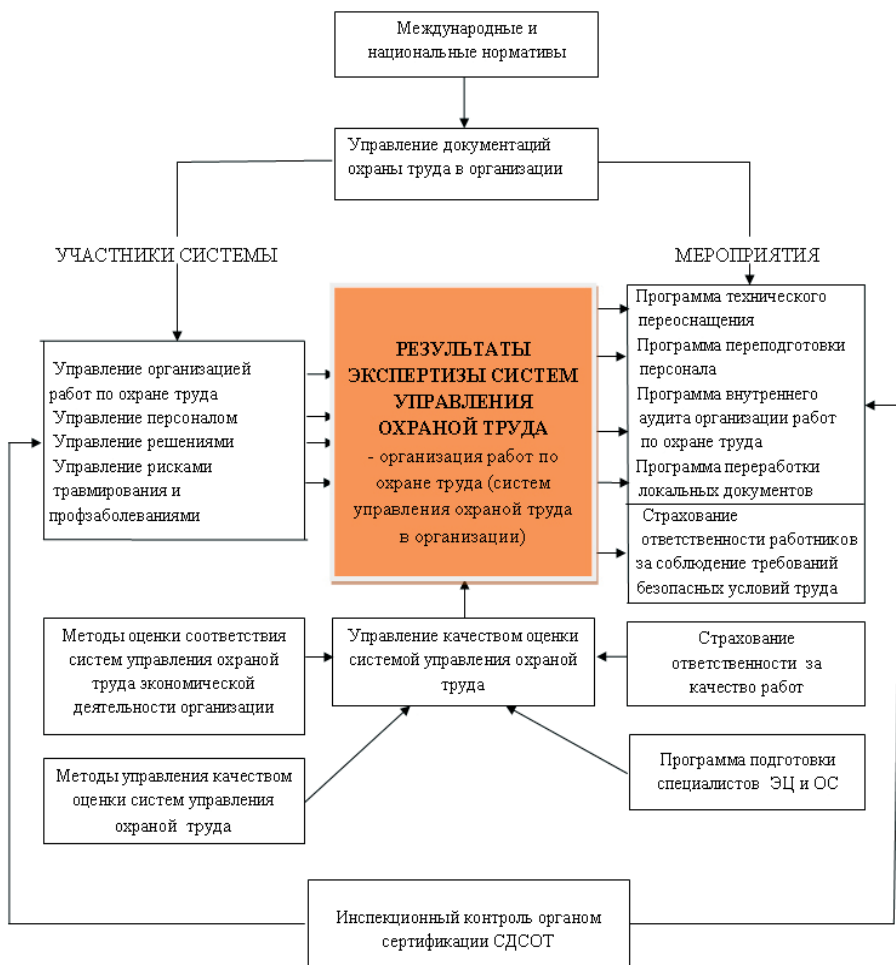 Международные и
национальные нормативы
Управление документаций
охраны труда в организации
УЧАСТНИКИ СИСТЕМЫ
МЕРОПРИЯТИЯ
Управление организацией
работ по охране труда
Управление персоналом
Управление решениями
Управление рисками
травмирования и
профзаболеваниями
РЕЗУЛЬТАТЫ
ЭКСПЕРТИЗЫ СИСТЕМ
УПРАВЛЕНИЯ
ОХРАНОЙ ТРУДА
- организация работ по
охране труда (систем
управления охраной труда
в организации)
Программа технического
переоснащения
Программа переподготовки
персонала
Программа внутреннего
аудита организации работ
по охране труда
Программа переработки
локальных документов
Страхование
ответственности работников
за соблюдение требований
безопасных условий труда
Методы оценки соответствия
систем управления охраной
труда экономической
деятельности организации
Управление качеством оценки
системой управления охраной
труда
Страхование
ответственности за
качество работ
Методы управления качеством
оценки систем управления
охраной труда
Программа подготовки
специалистов ЭЦ и ОС
Инспекционный контроль органом
сертификации СДСОТ